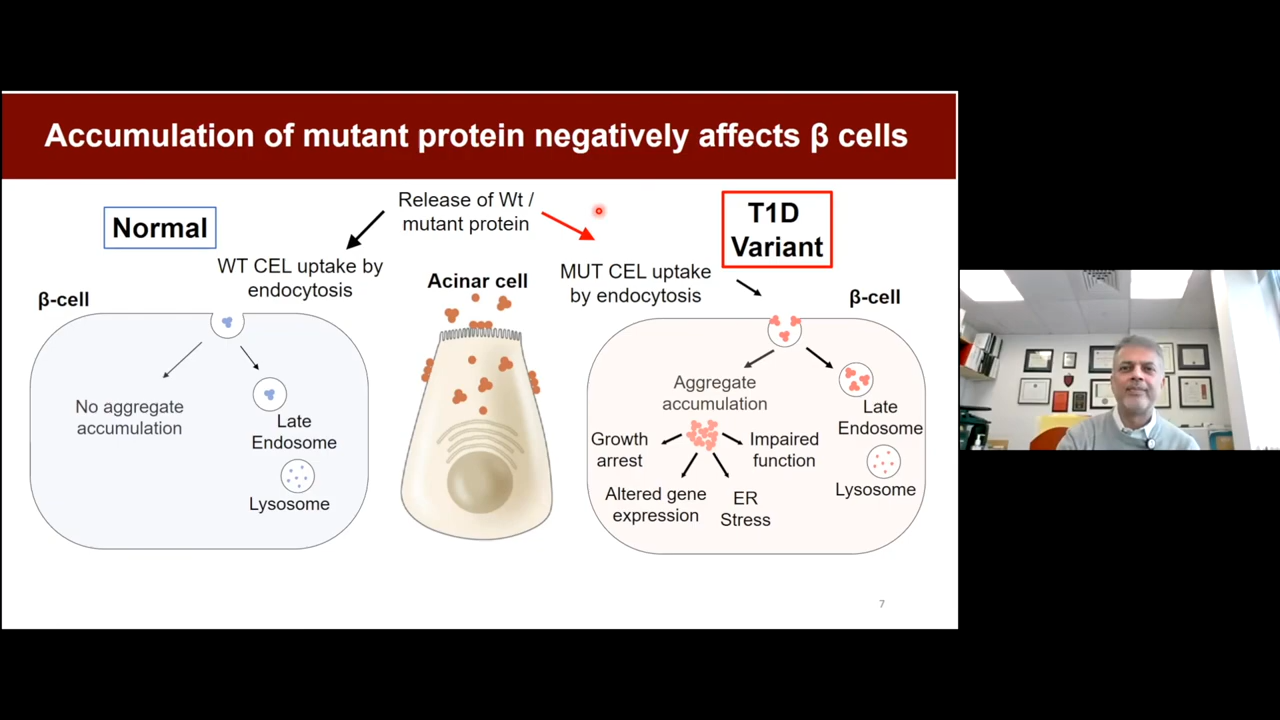 Accumulation of mutant protein negatively affects β cells
Normal
Release of Wt /
mutant protein
T1D
Variant
WT CEL uptake by
endocytosis
Acinar cell
MUT CEL uptake
by endocytosis
β-cell
β-cell
No aggregate
accumulation
Late
Endosome
Lysosome
Aggregate
accumulation
Growth
arrest
Impaired
function
Altered gene
expression
ER
Stress
Late
Endosome
Lysosome
7